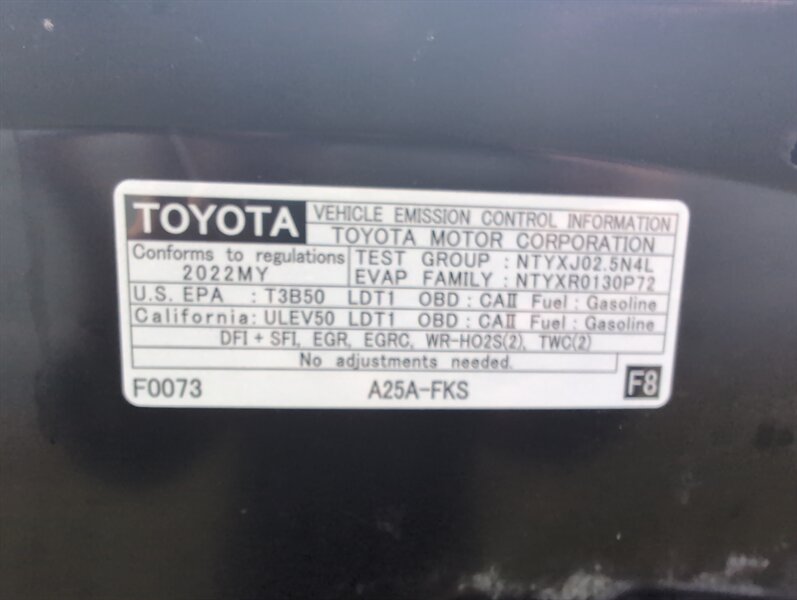 TOYOTA VEHICLE EMISSION CONTROL INFORMATION
TOYOTA MOTOR CORPORATION
Conforms to regulations TEST GROUP : NTYXJ02.5N4L
2022MY EVAP FAMILY : NTYXR0130P72
U.S. EPA : T3B50 LDT1 OBD : CAⅡ Fuel : Gasoline
California: ULEV50 LDT1 OBD : CAⅡ Fuel : Gasoline
DFI + SFI, EGR, EGRC, WR-HO2S(2), TWC(2)
No adjustments needed.
F0073 A25A-FKS F8